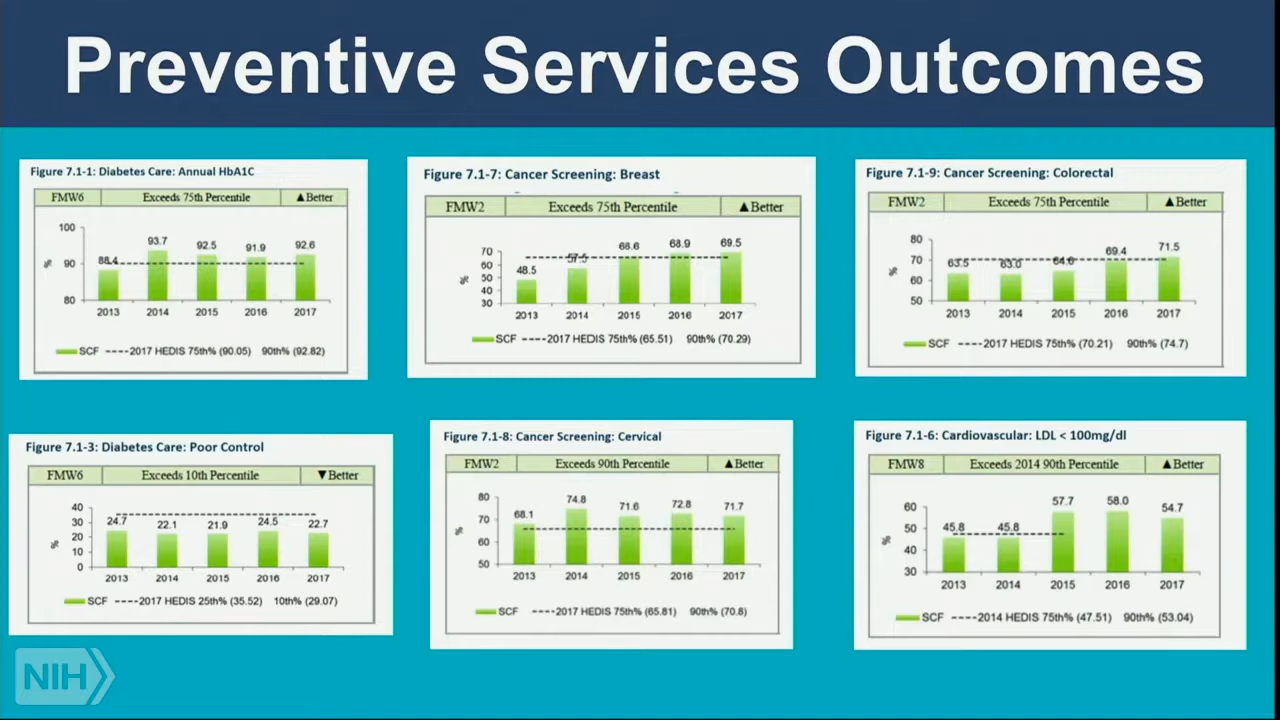 Preventive Services Outcomes
Figure 7.1-1: Diabetes Care: Annual HbA1C
FMW6 Exceeds 75th Percentile ▲Better
100
90
80
%
88.4 93.7 92.5 91.9 92.6
2013 2014 2015 2016 2017
SCF ----2017 HEDIS 75th% (90.05) 90th% (92.82)
Figure 7.1-7: Cancer Screening: Breast
FMW2 Exceeds 75th Percentile ▲Better
70
60
50
40
30
%
48.5 57.5 68.6 68.9 69.5
2013 2014 2015 2016 2017
SCF ----2017 HEDIS 75th% (65.51) 90th% (70.29)
Figure 7.1-9: Cancer Screening: Colorectal
FMW2 Exceeds 75th Percentile ▲Better
80
70
60
50
%
63.5 63.0 64.6 69.4 71.5
2013 2014 2015 2016 2017
SCF ----2017 HEDIS 75th% (70.21) 90th% (74.7)
Figure 7.1-3: Diabetes Care: Poor Control
FMW6 Exceeds 10th Percentile ▼Better
40
30
20
10
0
%
24.7 22.1 21.9 24.5 22.7
2013 2014 2015 2016 2017
SCF ----2017 HEDIS 25th% (35.52) 10th% (29.07)
Figure 7.1-8: Cancer Screening: Cervical
FMW2 Exceeds 90th Percentile ▲Better
80
70
60
50
%
68.1 74.8 71.6 72.8 71.7
2013 2014 2015 2016 2017
SCF ----2017 HEDIS 75th% (65.81) 90th% (70.8)
Figure 7.1-6: Cardiovascular: LDL < 100mg/dl
FMW8 Exceeds 2014 90th Percentile ▲Better
60
50
40
30
%
45.8 45.8 57.7 58.0 54.7
2013 2014 2015 2016 2017
SCF ----2014 HEDIS 75th% (47.51) 90th% (53.04)
NIH